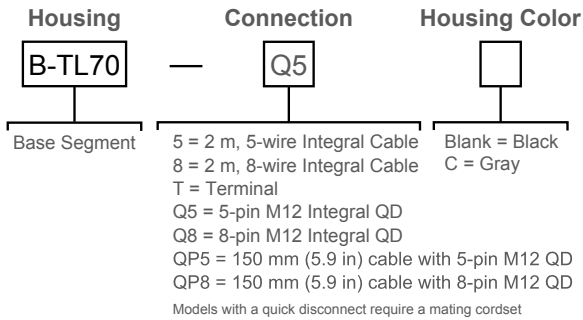 Housing Connection Housing Color
B-TL70 — Q5
Base Segment
5 = 2 m, 5-wire Integral Cable
8 = 2 m, 8-wire Integral Cable
T = Terminal
Q5 = 5-pin M12 Integral QD
Q8 = 8-pin M12 Integral QD
QP5 = 150 mm (5.9 in) cable with 5-pin M12 QD
QP8 = 150 mm (5.9 in) cable with 8-pin M12 QD
Models with a quick disconnect require a mating cordset
Blank = Black
C = Gray